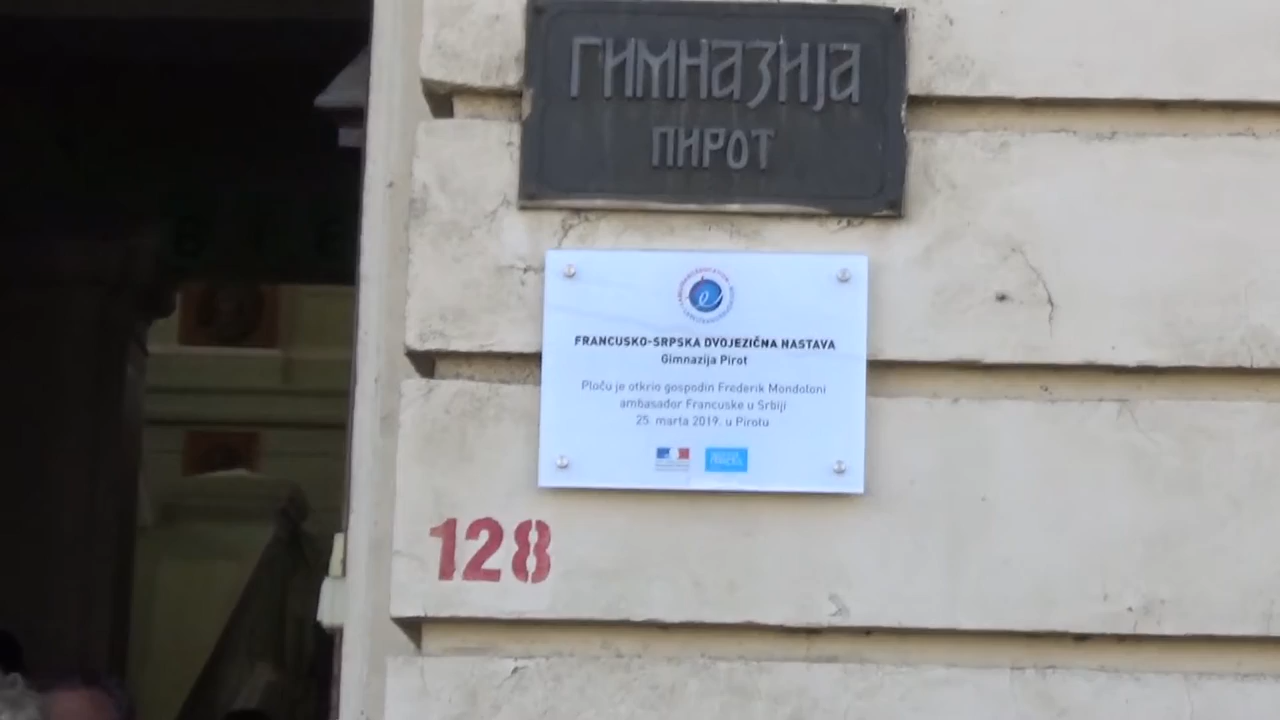 ГИМНАЗИЈА
ПИРОТ
FRANCUSKO-SRPSKA DVOJEZIČNA NASTAVA
Gimnazija Pirot
Ploču je otkrio gospodin Frederik Mondoloni
ambasador Francuske u Srbiji
25. marta 2019. u Pirotu
128